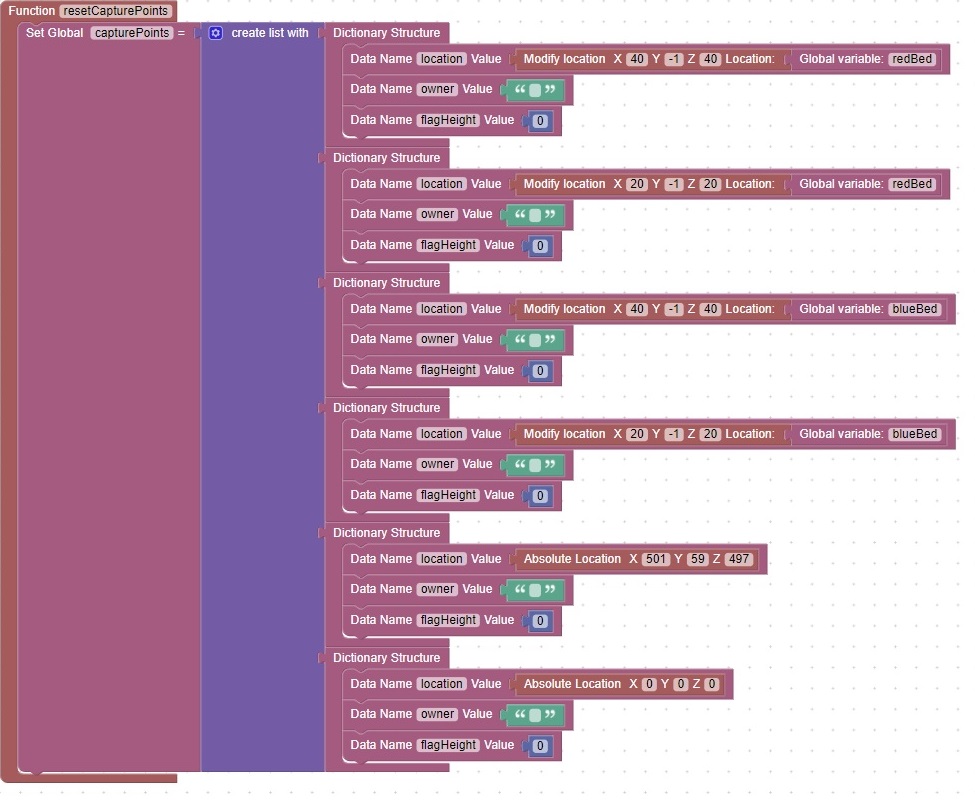 Function resetCapturePoints
Set Global capturePoints = create list with Dictionary Structure
Data Name location Value Modify location X 40 Y -1 Z 40 Location: Global variable: redBed
Data Name owner Value “ ”
Data Name flagHeight Value 0
Dictionary Structure
Data Name location Value Modify location X 20 Y -1 Z 20 Location: Global variable: redBed
Data Name owner Value “ ”
Data Name flagHeight Value 0
Dictionary Structure
Data Name location Value Modify location X 40 Y -1 Z 40 Location: Global variable: blueBed
Data Name owner Value “ ”
Data Name flagHeight Value 0
Dictionary Structure
Data Name location Value Modify location X 20 Y -1 Z 20 Location: Global variable: blueBed
Data Name owner Value “ ”
Data Name flagHeight Value 0
Dictionary Structure
Data Name location Value Absolute Location X 501 Y 59 Z 497
Data Name owner Value “ ”
Data Name flagHeight Value 0
Dictionary Structure
Data Name location Value Absolute Location X 0 Y 0 Z 0
Data Name owner Value “ ”
Data Name flagHeight Value 0